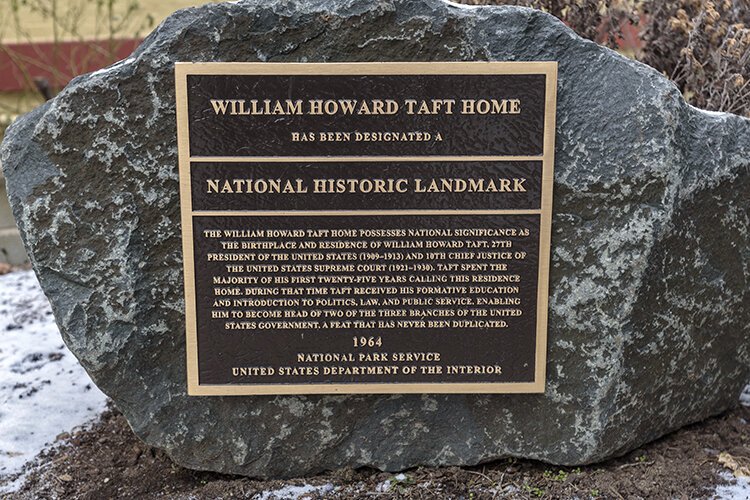 WILLIAM HOWARD TAFT HOME
HAS BEEN DESIGNATED A
NATIONAL HISTORIC LANDMARK
THE WILLIAM HOWARD TAFT HOME POSSESSES NATIONAL SIGNIFICANCE AS
THE BIRTHPLACE AND RESIDENCE OF WILLIAM HOWARD TAFT, 27TH
PRESIDENT OF THE UNITED STATES (1909–1913) AND 10TH CHIEF JUSTICE OF
THE UNITED STATES SUPREME COURT (1921–1930). TAFT SPENT THE
MAJORITY OF HIS FIRST TWENTY-FIVE YEARS CALLING THIS RESIDENCE
HOME. DURING THAT TIME TAFT RECEIVED HIS FORMATIVE EDUCATION
AND INTRODUCTION TO POLITICS, LAW, AND PUBLIC SERVICE, ENABLING
HIM TO BECOME HEAD OF TWO OF THE THREE BRANCHES OF THE UNITED
STATES GOVERNMENT, A FEAT THAT HAS NEVER BEEN DUPLICATED.
1964
NATIONAL PARK SERVICE
UNITED STATES DEPARTMENT OF THE INTERIOR